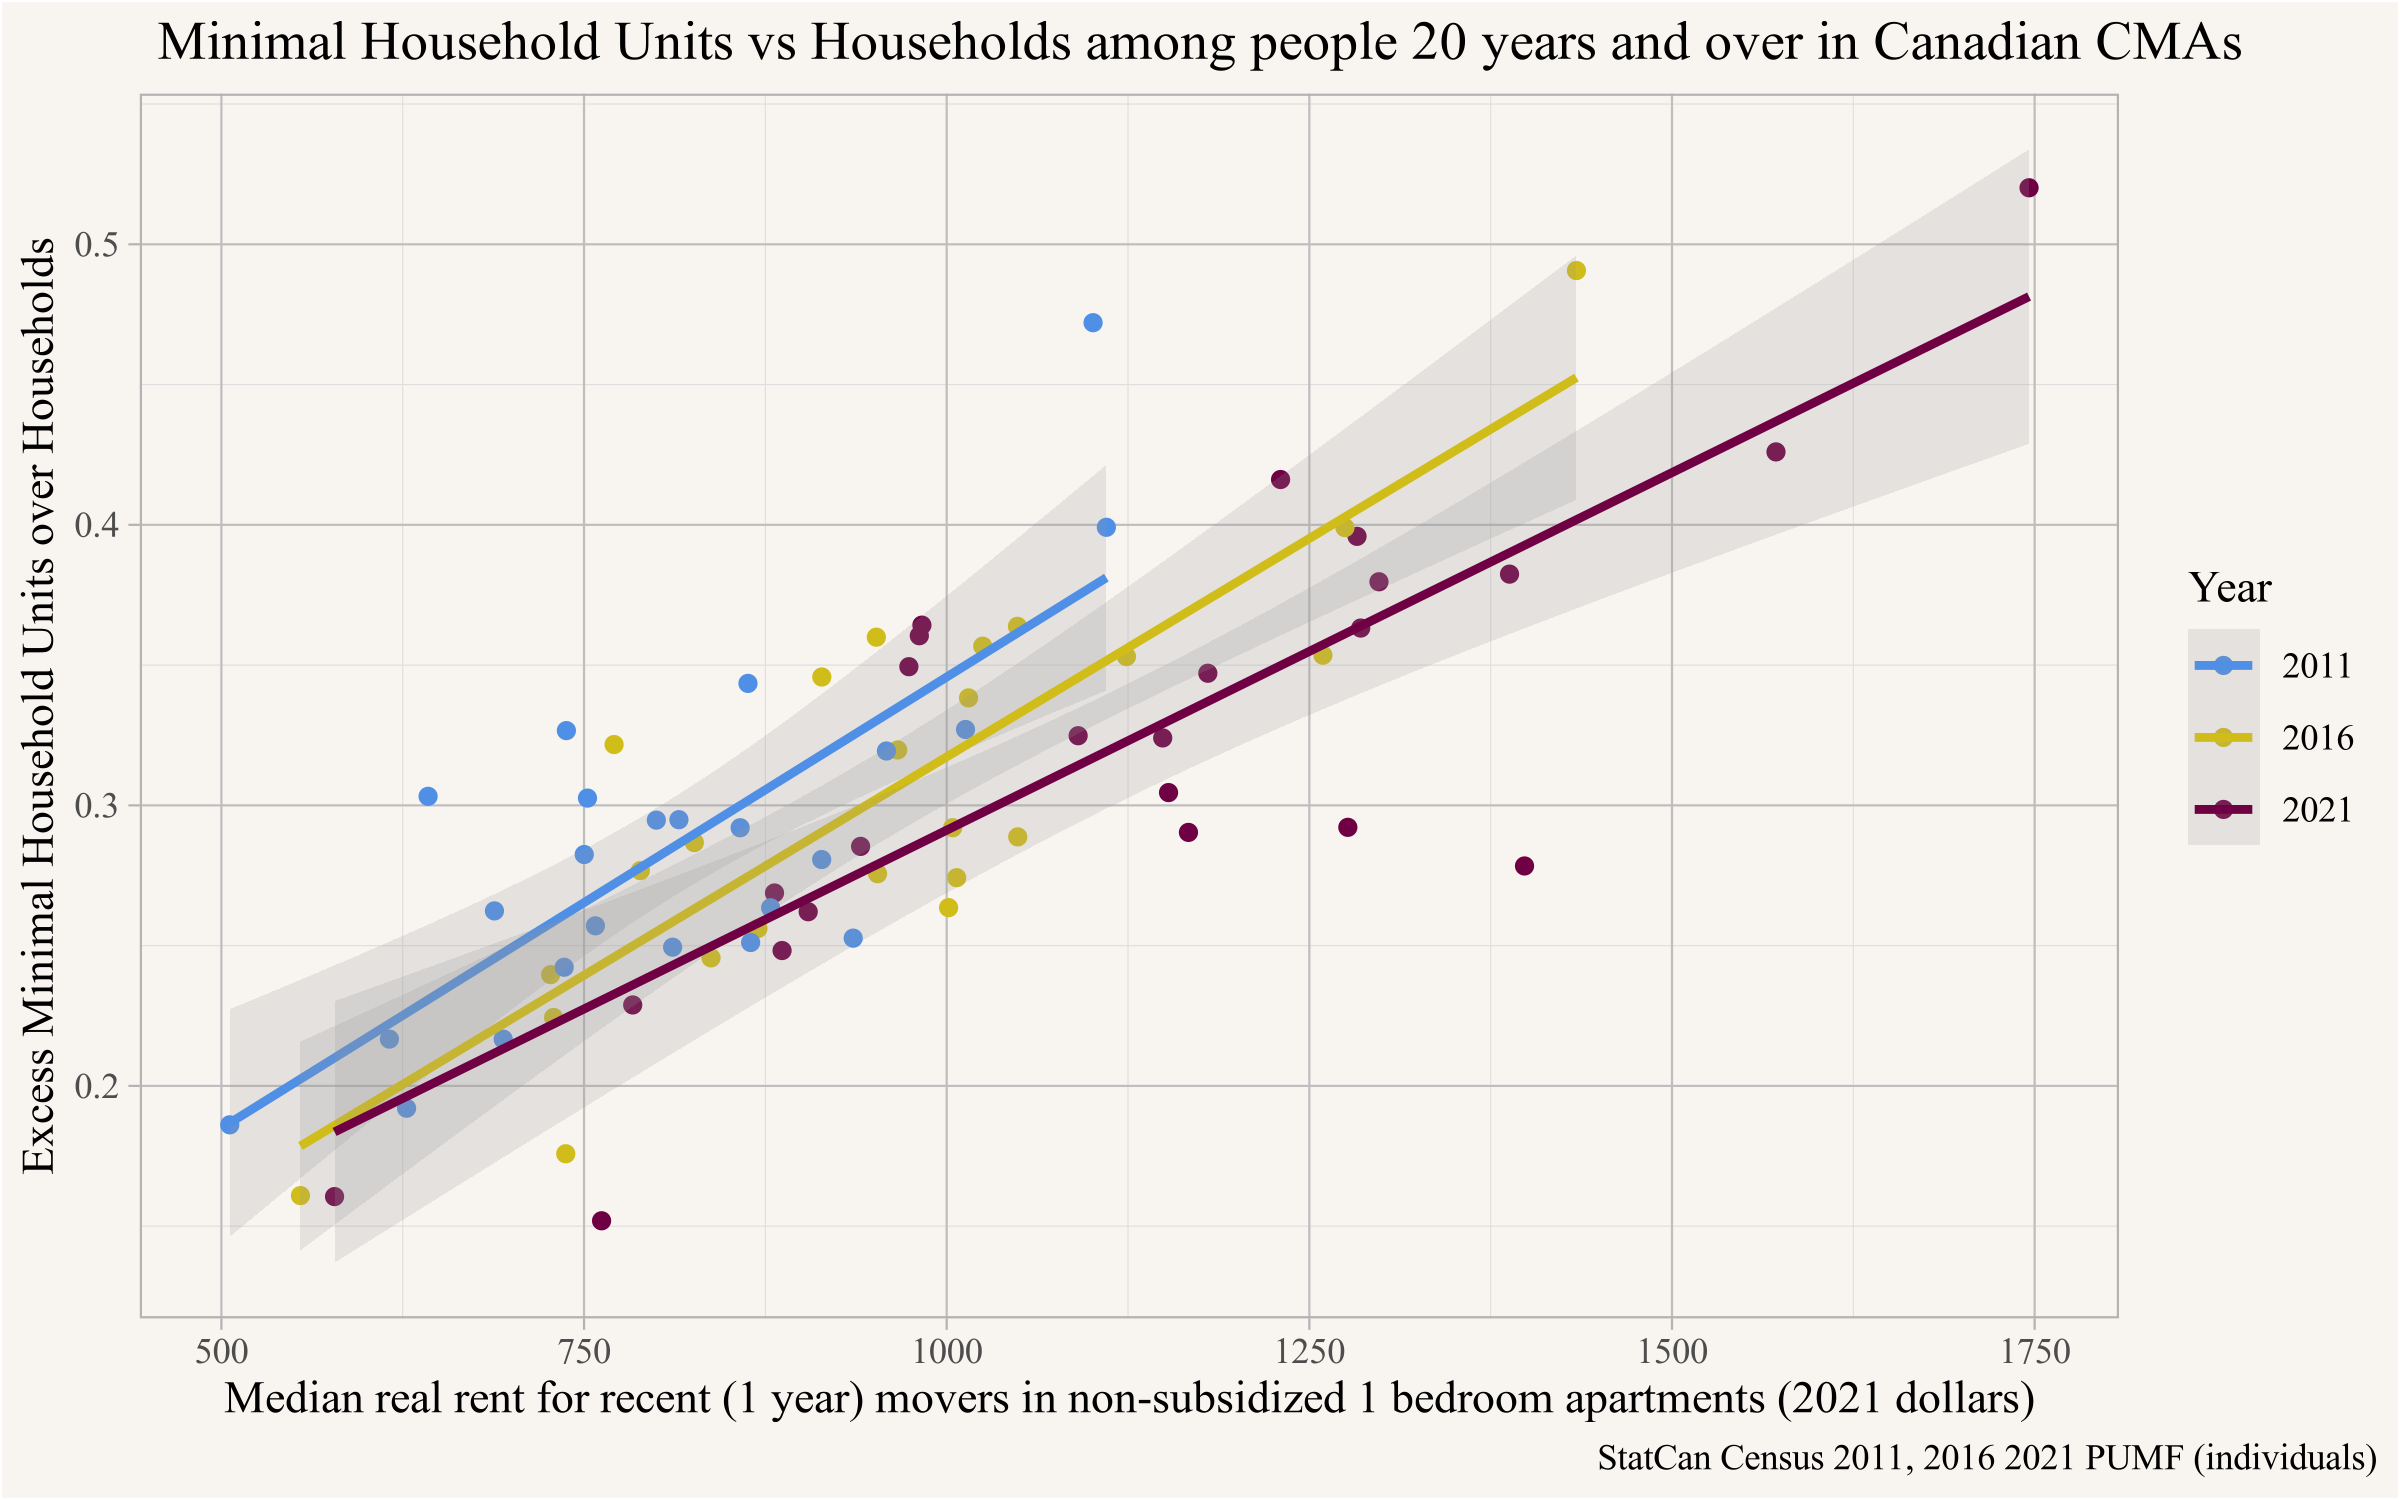 Minimal Household Units vs Households among people 20 years and over in Canadian CMAs
Excess Minimal Household Units over Households
0.5
0.4
0.3
0.2
500 750 1000 1250 1500 1750
Median real rent for recent (1 year) movers in non-subsidized 1 bedroom apartments (2021 dollars)
Year
2011
2016
2021
StatCan Census 2011, 2016 2021 PUMF (individuals)